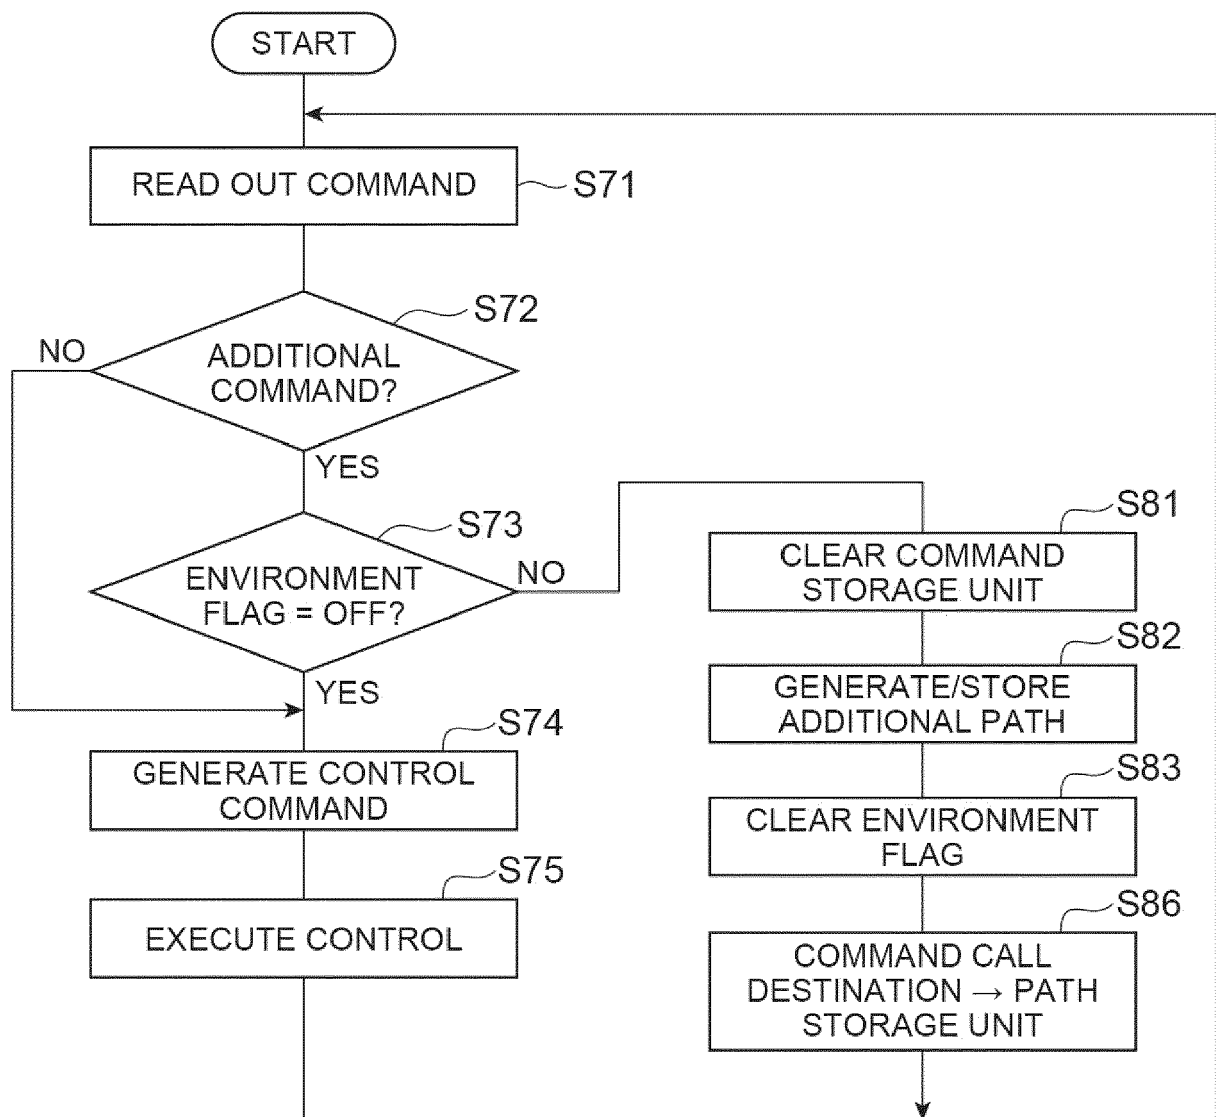 START
READ OUT COMMAND
S71
S72
NO
ADDITIONAL
COMMAND?
YES
S73
ENVIRONMENT
FLAG = OFF?
NO
YES
S74
GENERATE CONTROL
COMMAND
S75
EXECUTE CONTROL
S81
CLEAR COMMAND
STORAGE UNIT
S82
GENERATE/STORE
ADDITIONAL PATH
S83
CLEAR ENVIRONMENT
FLAG
S86
COMMAND CALL
DESTINATION → PATH
STORAGE UNIT